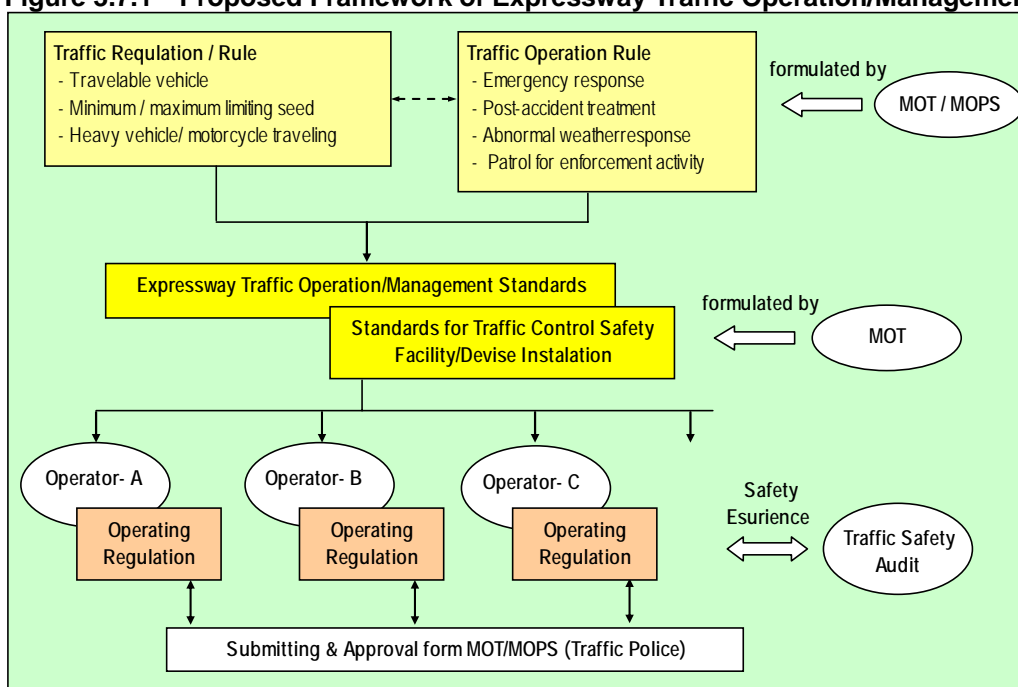 Figure 5.7.1 Proposed Framework of Expressway Traffic Operation/Management
Traffic Requlation / Rule
- Travelable vehicle
- Minimum / maximum limiting seed
- Heavy vehicle/ motorcycle traveling
Traffic Operation Rule
- Emergency response
- Post-accident treatment
- Abnormal weatherresponse
- Patrol for enforcement activity
formulated by
MOT / MOPS
Expressway Traffic Operation/Management Standards
Standards for Traffic Control Safety
Facility/Devise Instalation
formulated by
MOT
Operator- A
Operating
Regulation
Operator- B
Operating
Regulation
Operator- C
Operating
Regulation
Safety
Esurience
Traffic Safety
Audit
Submitting & Approval form MOT/MOPS (Traffic Police)